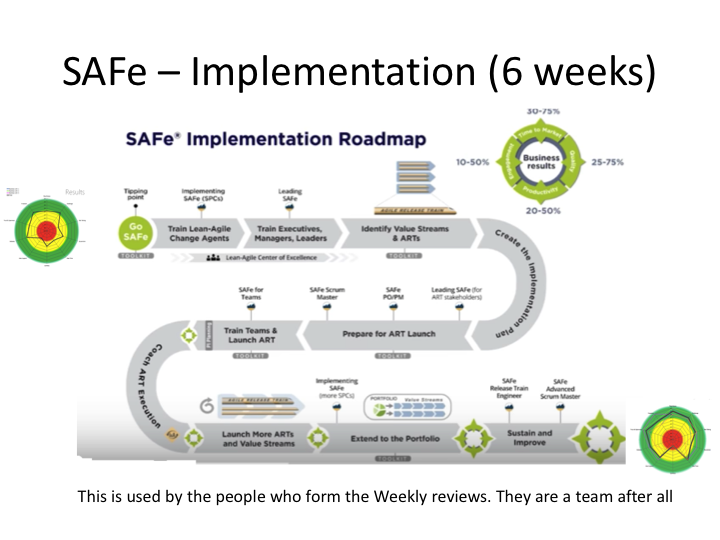 SAFe – Implementation (6 weeks)
SAFe® Implementation Roadmap
30-75%
10-50%
25-75%
20-50%
Time to Market
Quality
Productivity
Engagement
Business
results
Results
Tipping
point
Implementing
SAFe (SPCs)
Leading
SAFe
AGILE RELEASE TRAIN
Go
SAFe
Train Lean-Agile
Change Agents
Train Executives,
Managers, Leaders
Identify Value Streams
& ARTs
TOOLKIT
Lean-Agile Center of Excellence
TOOLKIT
Create the Implementation Plan
SAFe for
Teams
SAFe Scrum
Master
SAFe
PO/PM
Leading SAFe (for
ART stakeholders)
Train Teams &
Launch ART
Prepare for ART Launch
TOOLKIT
TOOLKIT
Coach ART Execution
AGILE RELEASE TRAIN
Implementing
SAFe
(more SPCs)
PORTFOLIO
Value Streams
SAFe
Release Train
Engineer
SAFe
Advanced
Scrum Master
Launch More ARTs
and Value Streams
Extend to the Portfolio
Sustain and
Improve
TOOLKIT
This is used by the people who form the Weekly reviews. They are a team after all